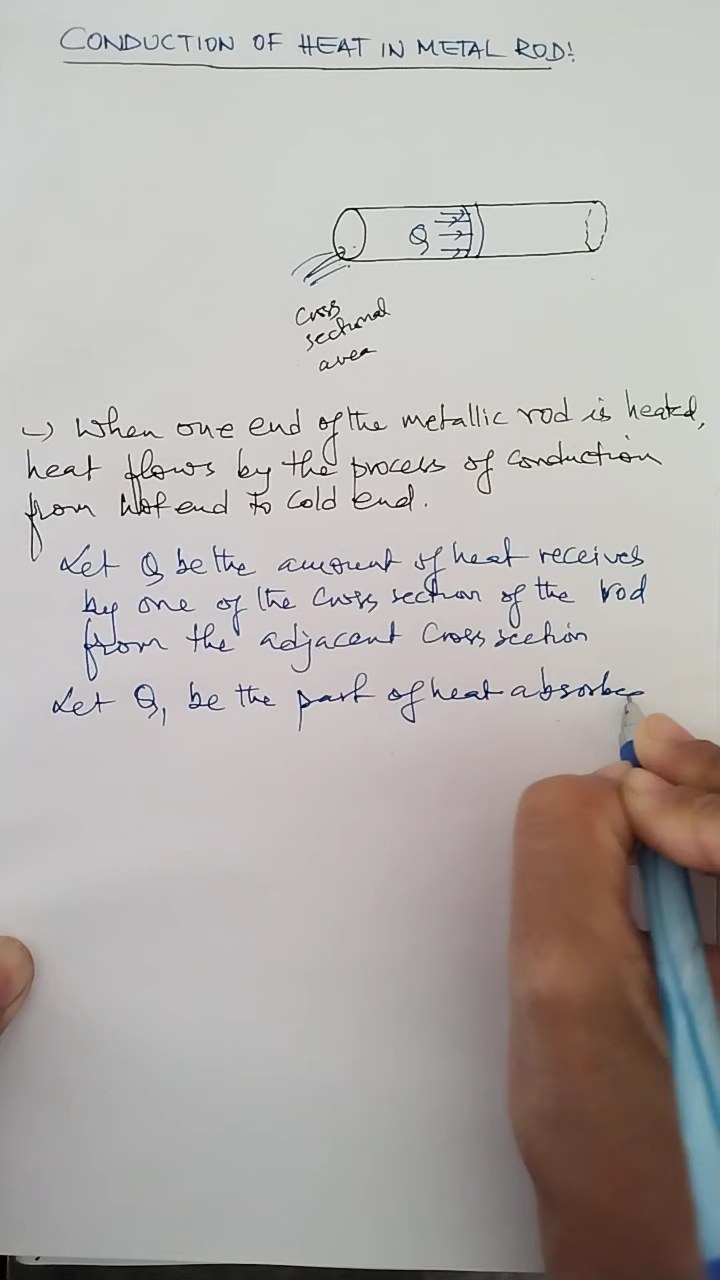 CONDUCTION OF HEAT IN METAL ROD!
Q
Cross
sectional
area
→ When one end of the metallic rod is heated,
heat flows by the process of conduction
from hot end to cold end.
Let Q be the amount of heat receives
by one of the cross section of the rod
from the adjacent cross section
Let Q₁ be the part of heat absorbe